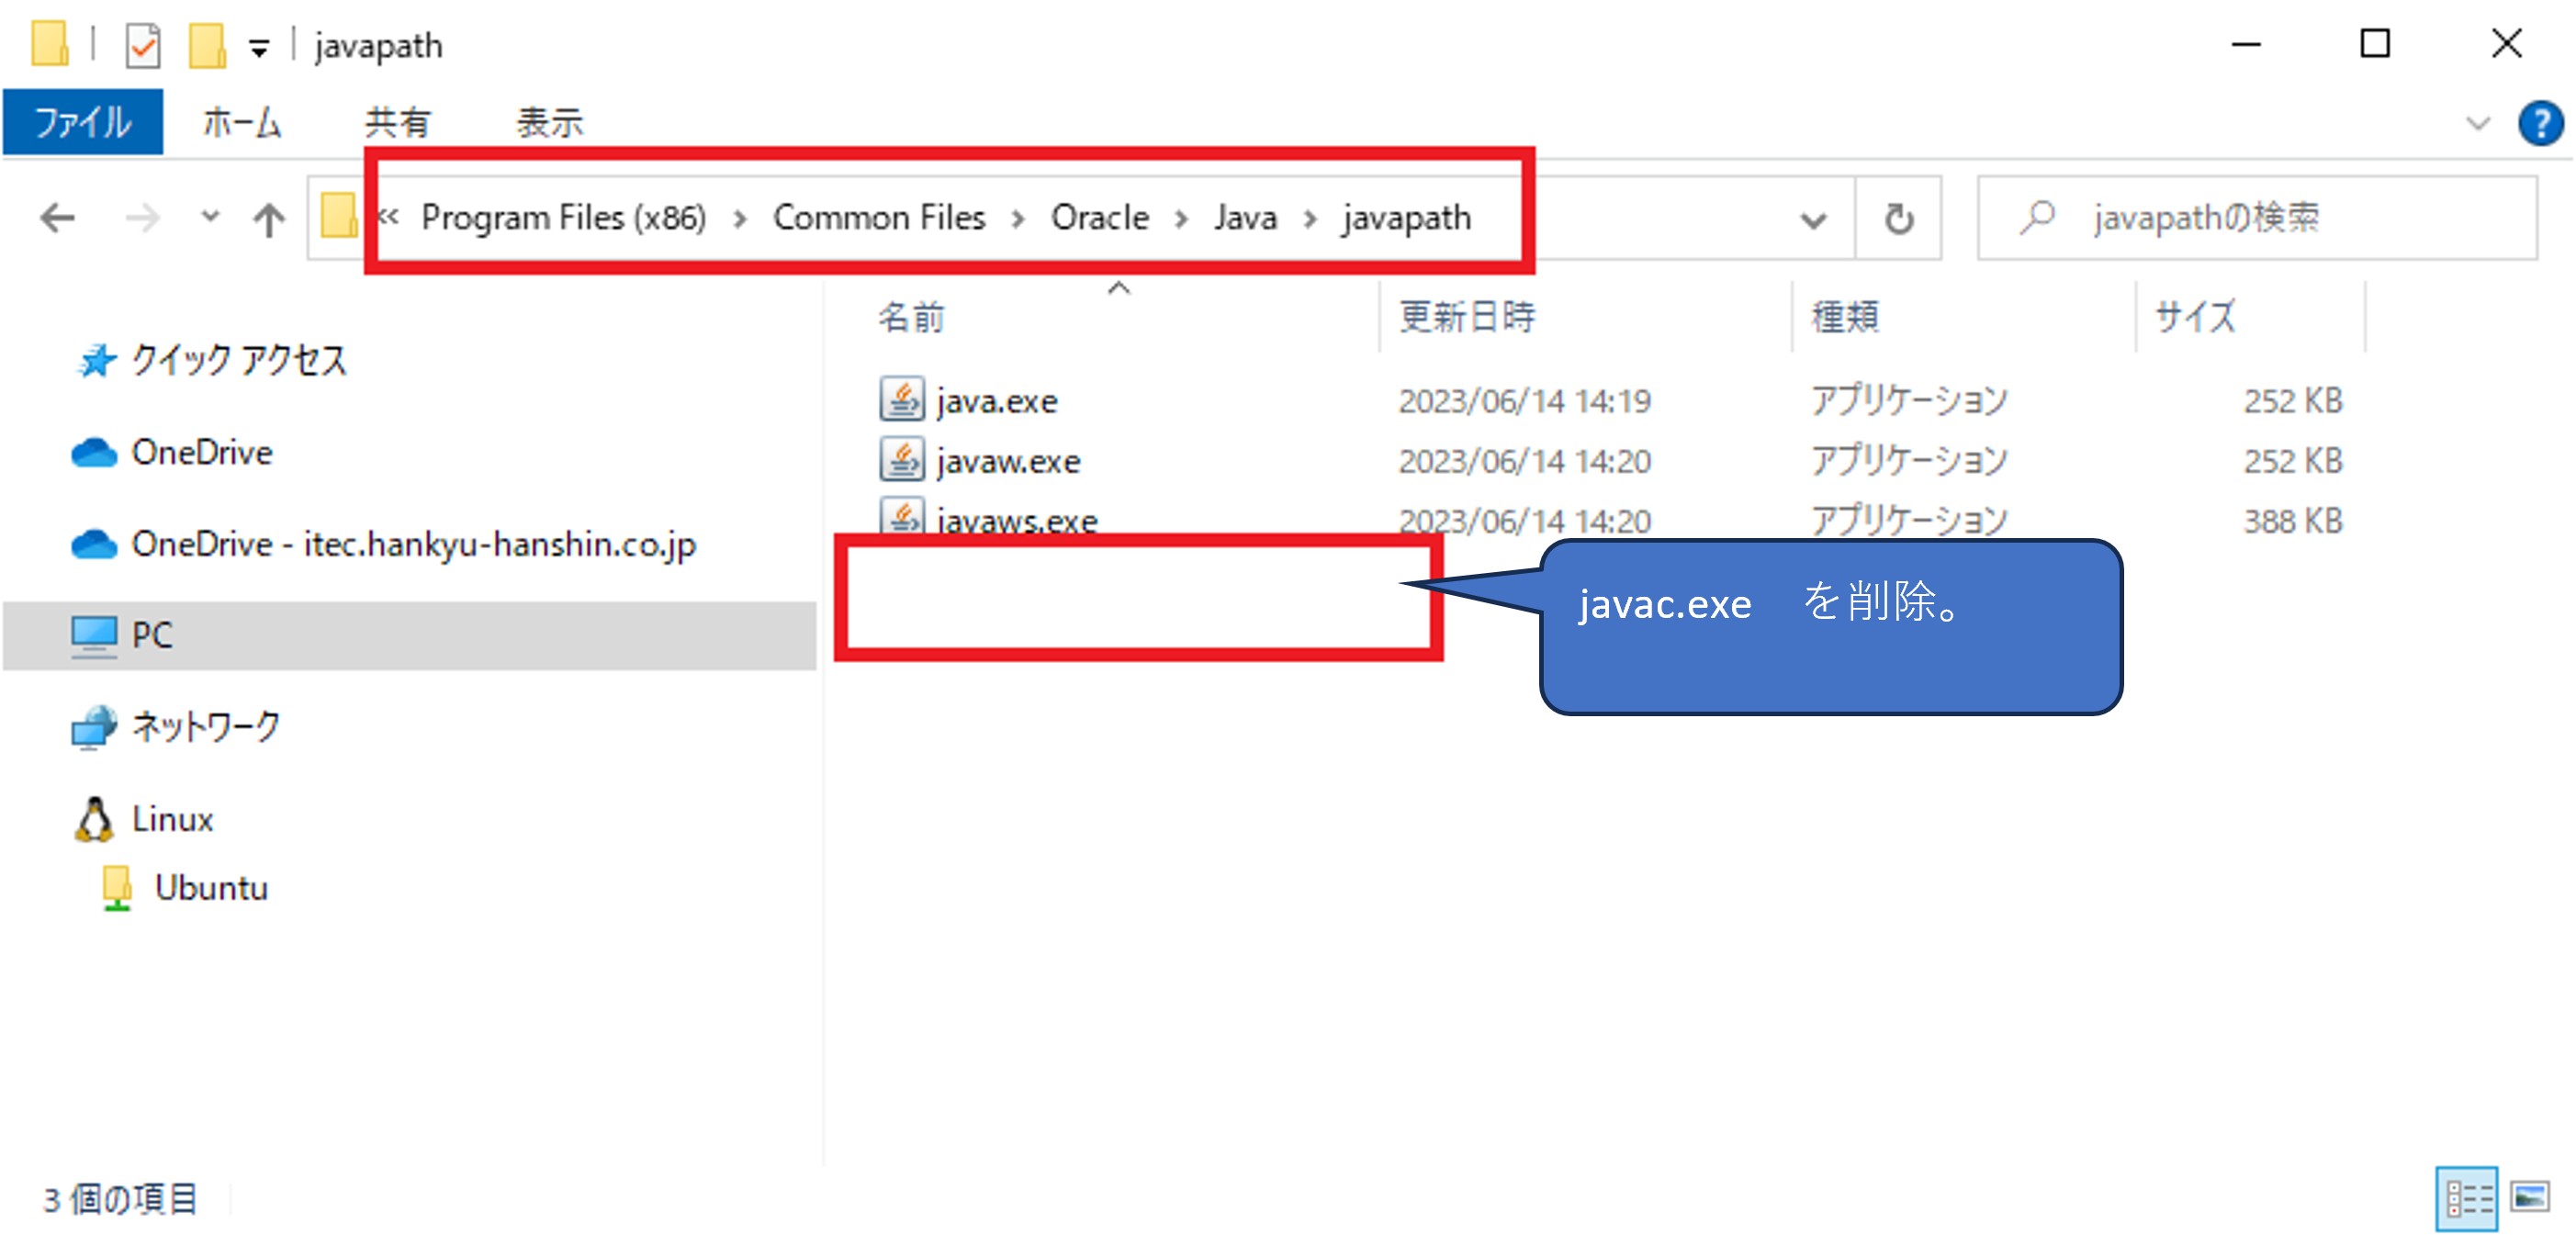 javapath
ファイル ホーム 共有 表示
« Program Files (x86) › Common Files › Oracle › Java › javapath
javapathの検索
名前 更新日時 種類 サイズ
クイック アクセス
OneDrive
OneDrive - itec.hankyu-hanshin.co.jp
PC
ネットワーク
Linux
Ubuntu
java.exe 2023/06/14 14:19 アプリケーション 252 KB
javaw.exe 2023/06/14 14:20 アプリケーション 252 KB
javaws.exe 2023/06/14 14:20 アプリケーション 388 KB
javac.exe　を削除。
3 個の項目